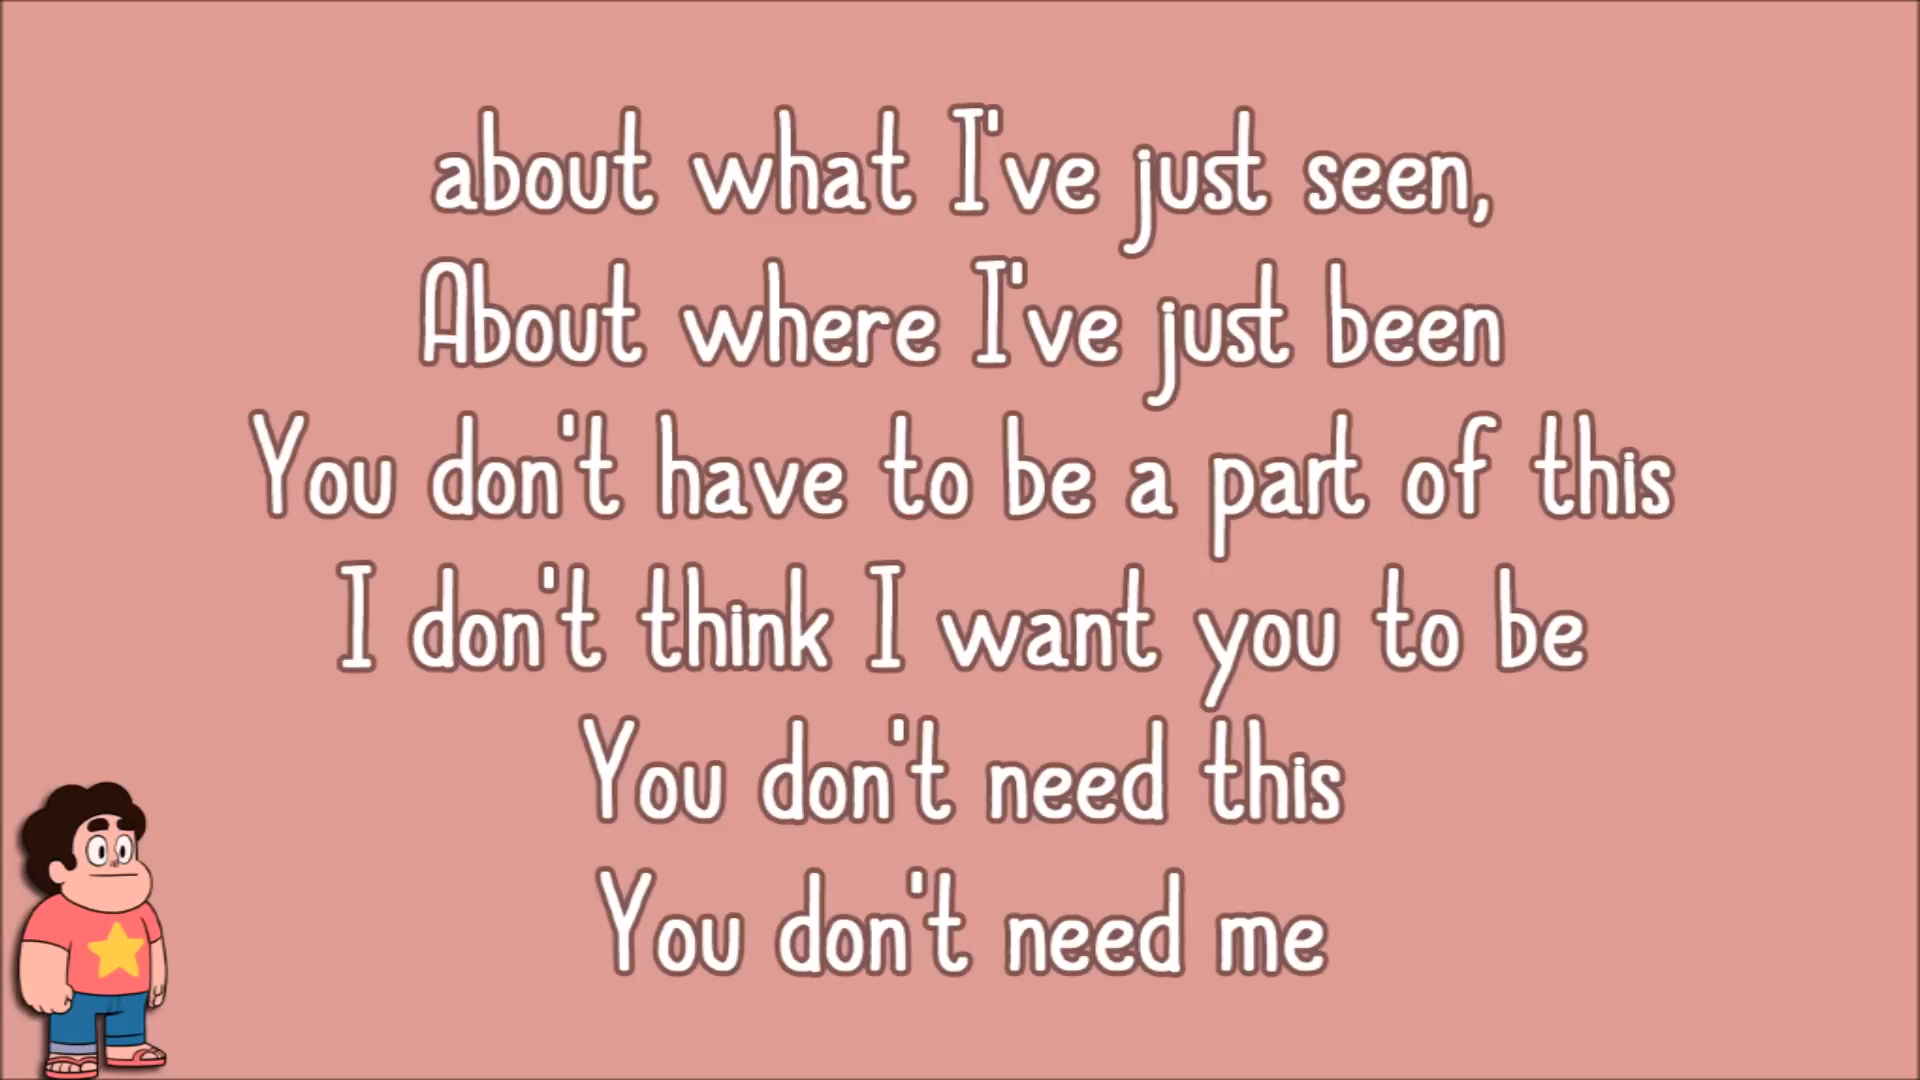 about what I've just seen,
About where I've just been
You don't have to be a part of this
I don't think I want you to be
You don't need this
You don't need me